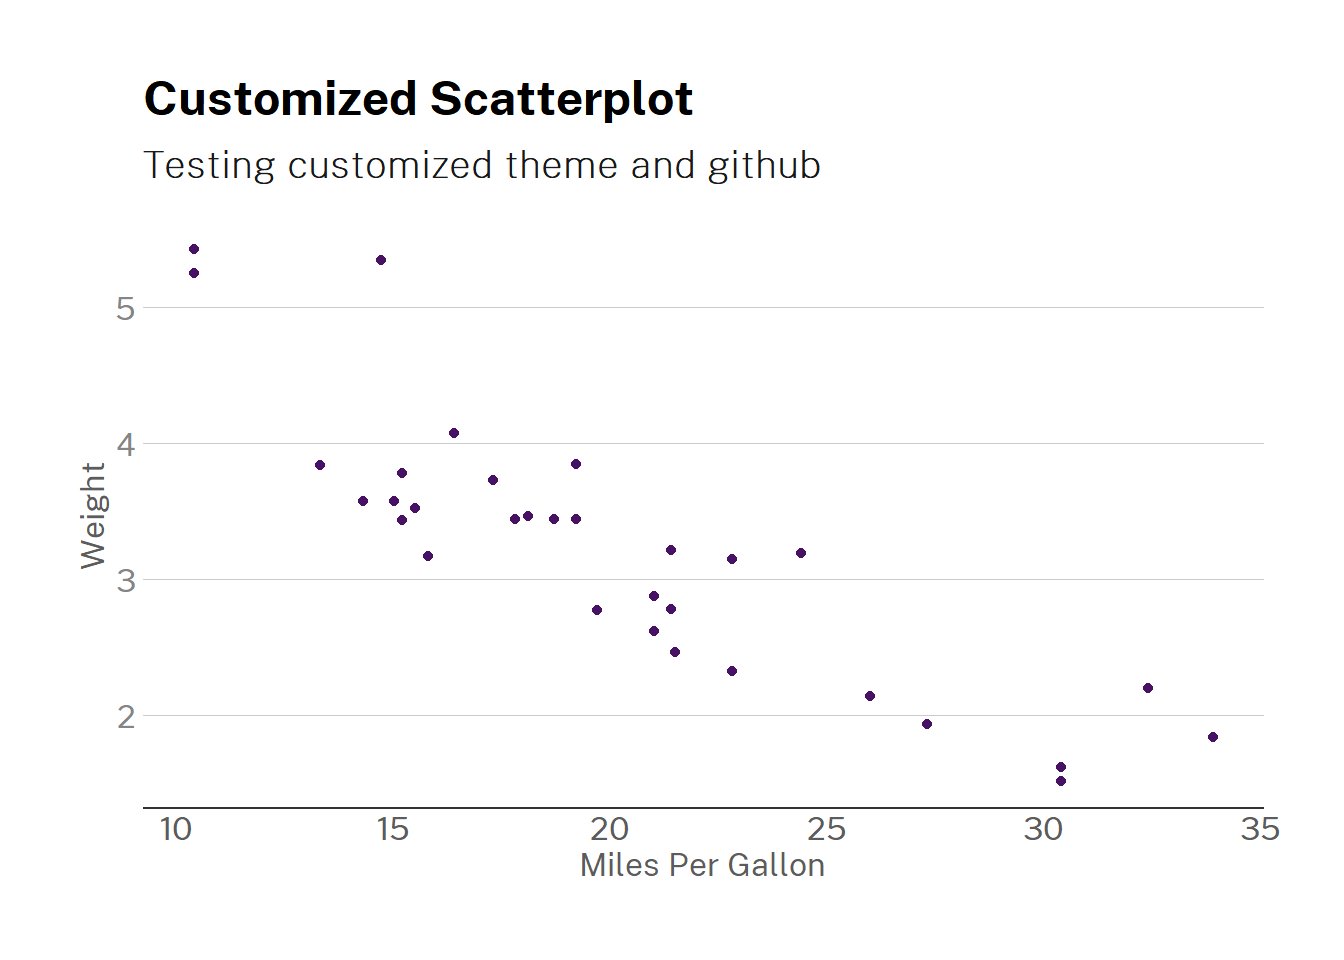 Customized Scatterplot
Testing customized theme and github
5
4
3
2
Weight
10 15 20 25 30 35
Miles Per Gallon